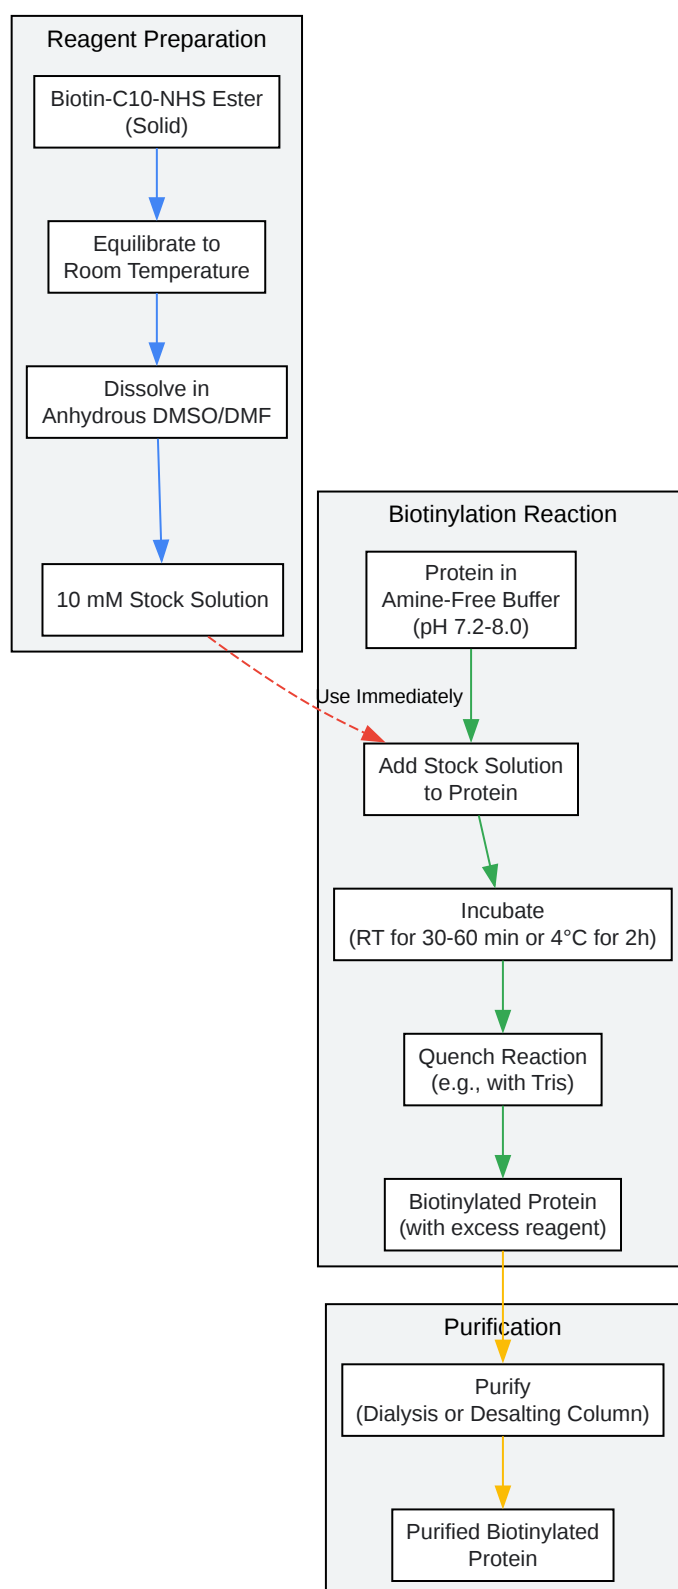 Reagent Preparation
Biotin-C10-NHS Ester
(Solid)
Equilibrate to
Room Temperature
Dissolve in
Anhydrous DMSO/DMF
10 mM Stock Solution
Use Immediately
Biotinylation Reaction
Protein in
Amine-Free Buffer
(pH 7.2-8.0)
Add Stock Solution
to Protein
Incubate
(RT for 30-60 min or 4°C for 2h)
Quench Reaction
(e.g., with Tris)
Biotinylated Protein
(with excess reagent)
Purification
Purify
(Dialysis or Desalting Column)
Purified Biotinylated
Protein